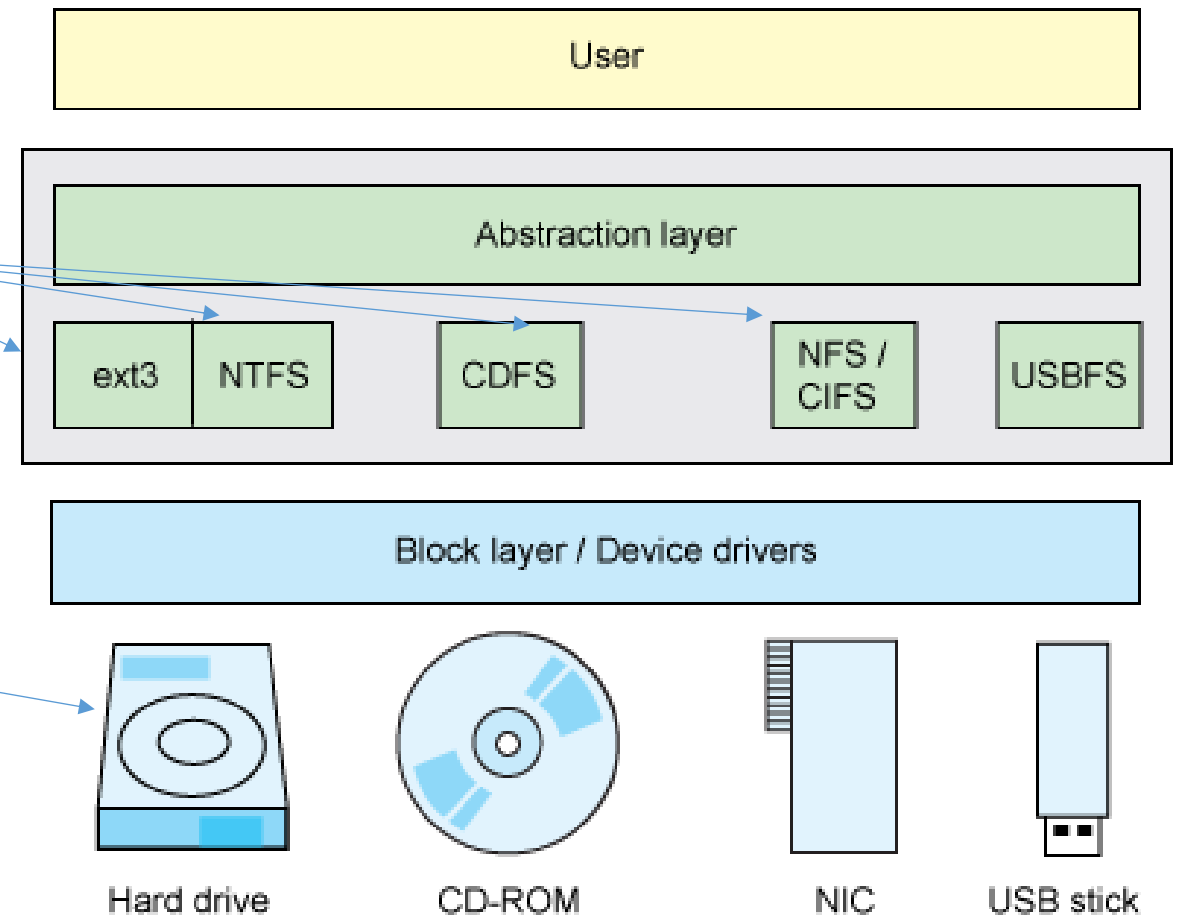 User
Abstraction layer
ext3 NTFS CDFS NFS / USBFS
CIFS
Block layer / Device drivers
Hard drive CD-ROM NIC USB stick